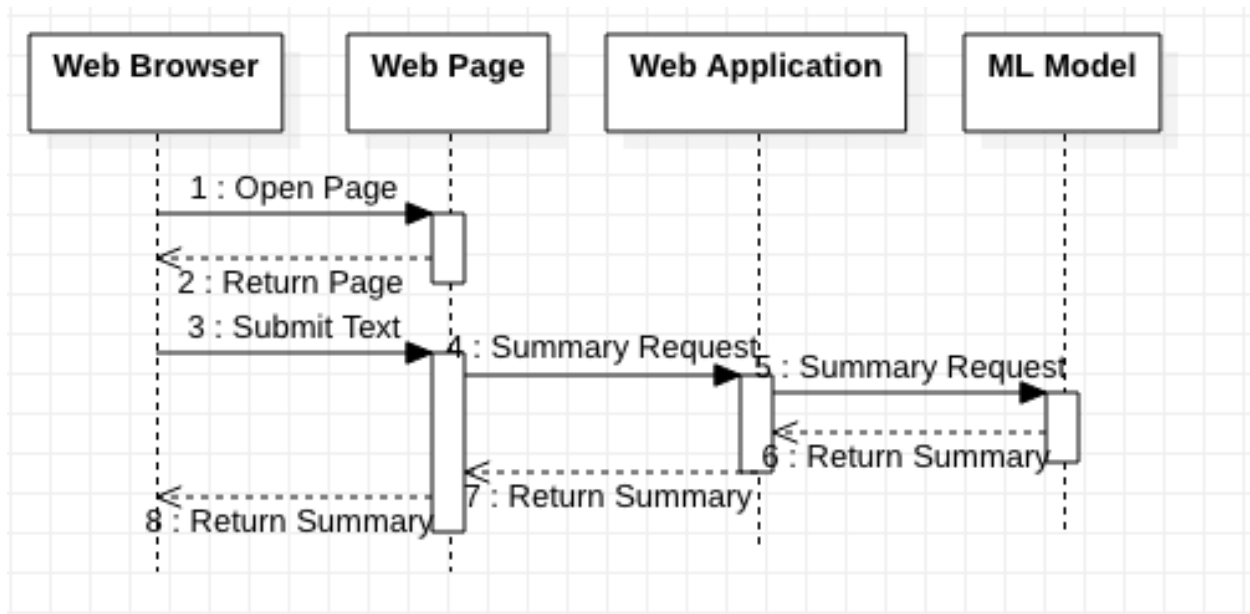 Web Browser
Web Page
Web Application
ML Model
1 : Open Page
2 : Return Page
3 : Submit Text
4 : Summary Request
5 : Summary Request
6 : Return Summary
7 : Return Summary
8 : Return Summary